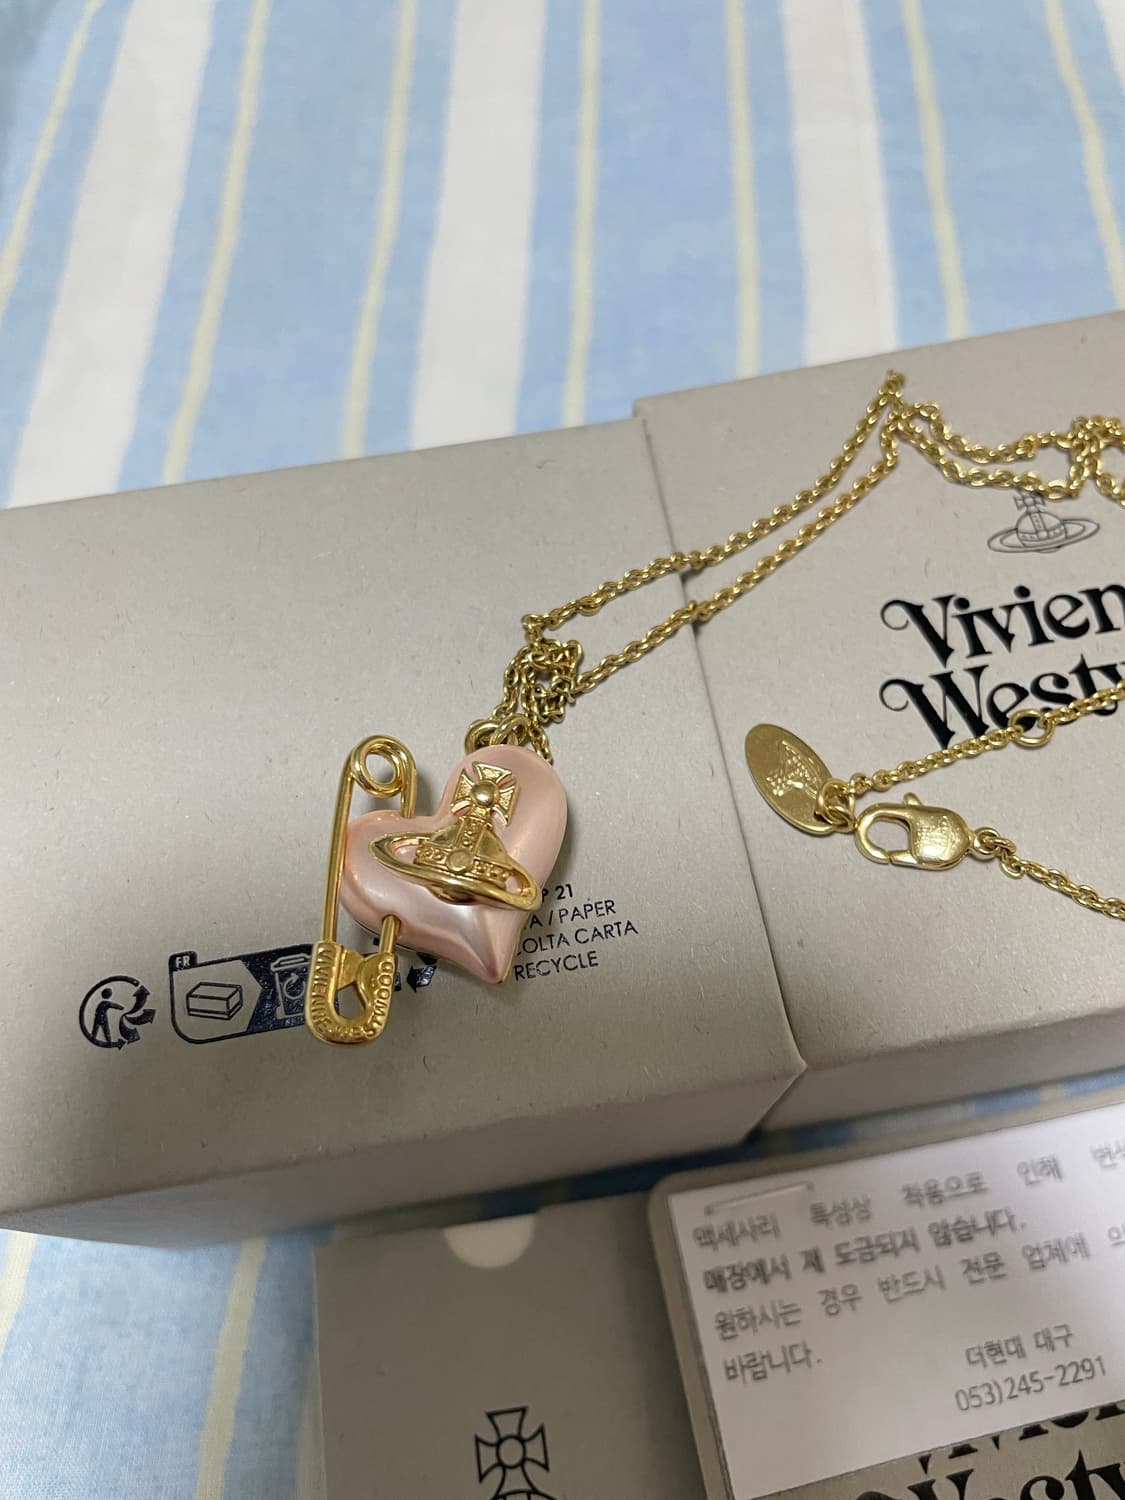 Vivien
Westw
P 21
A / PAPER
OLTA CARTA
RECYCLE
FR
VIVIENNE WESTWOOD
액세사리 특성상 착용으로 인해 변색
매장에서 재 도금되지 않습니다.
원하시는 경우 반드시 전문 업체에 의
바랍니다.
더현대 대구
053)245-2291